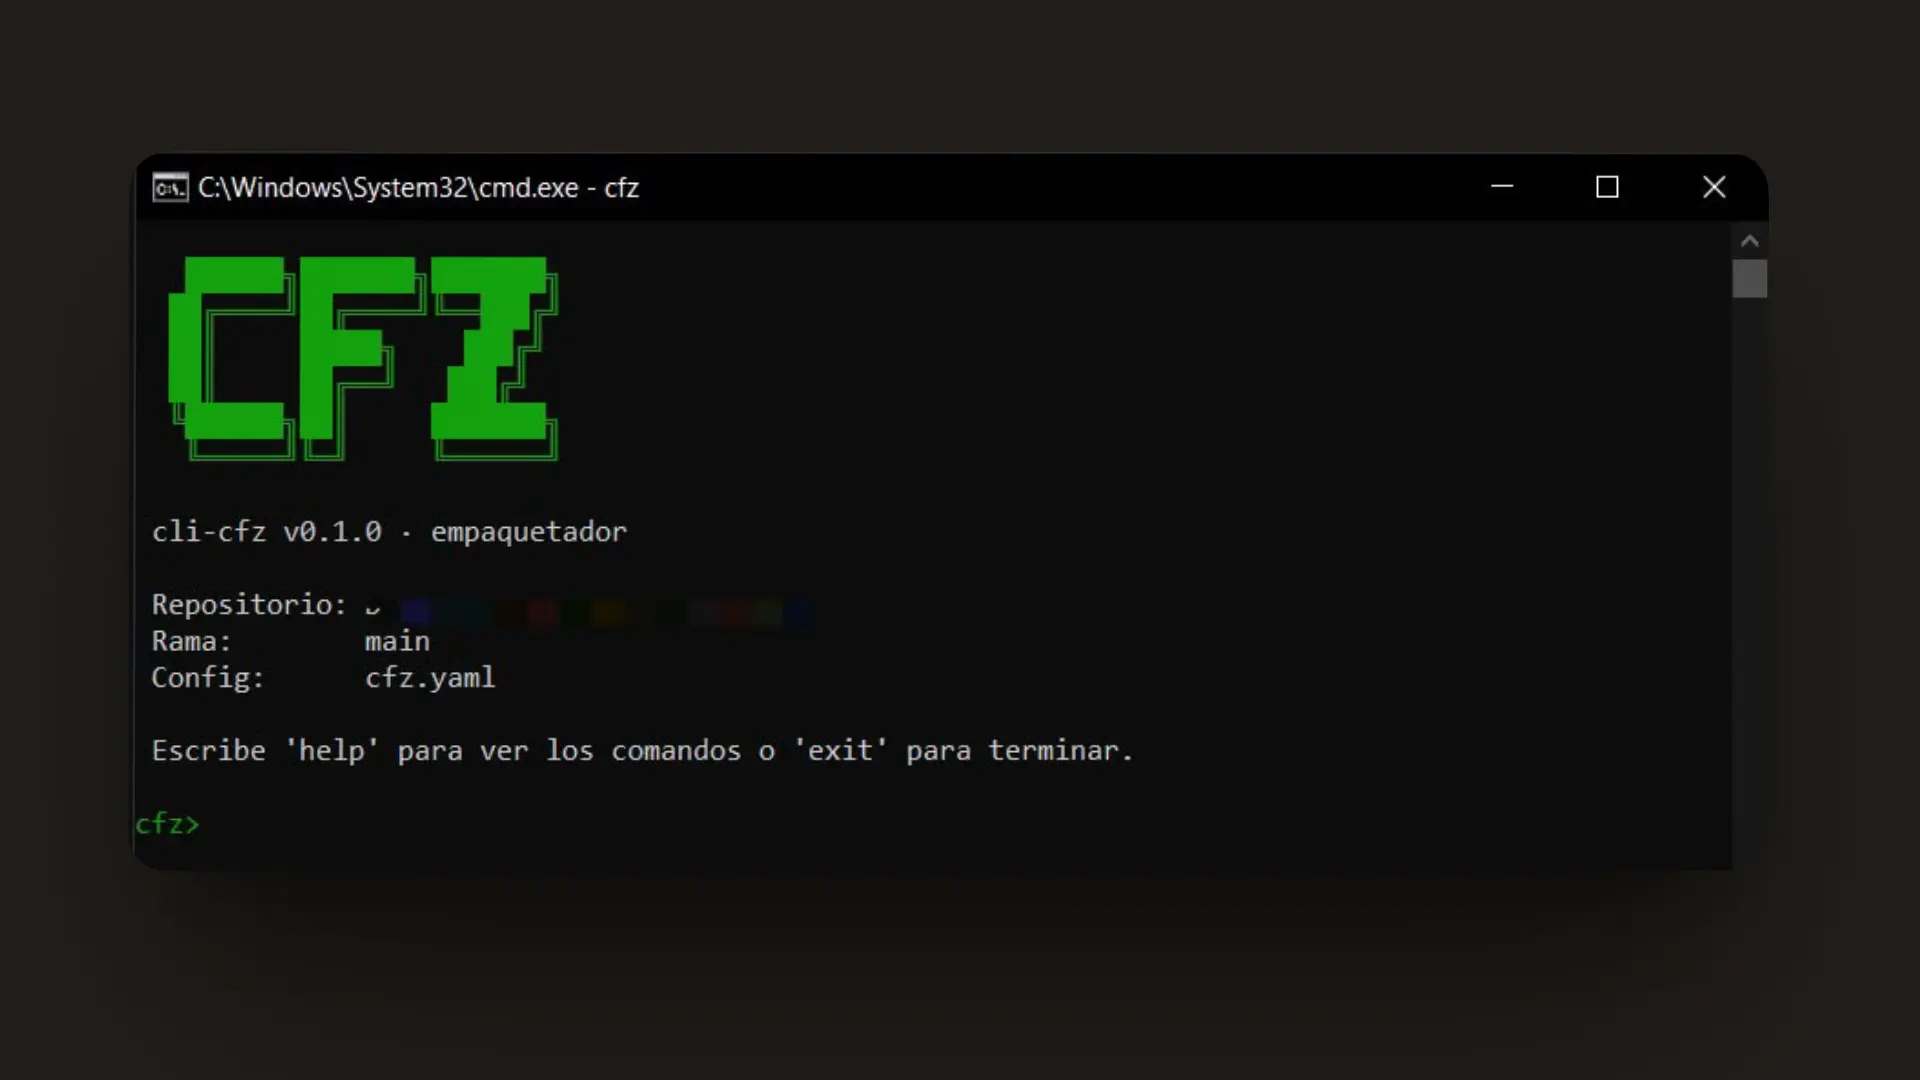 C:\Windows\System32\cmd.exe - cfz
CFZ
cli-cfz v0.1.0 · empaquetador
Repositorio:
Rama: main
Config: cfz.yaml
Escribe 'help' para ver los comandos o 'exit' para terminar.
cfz>